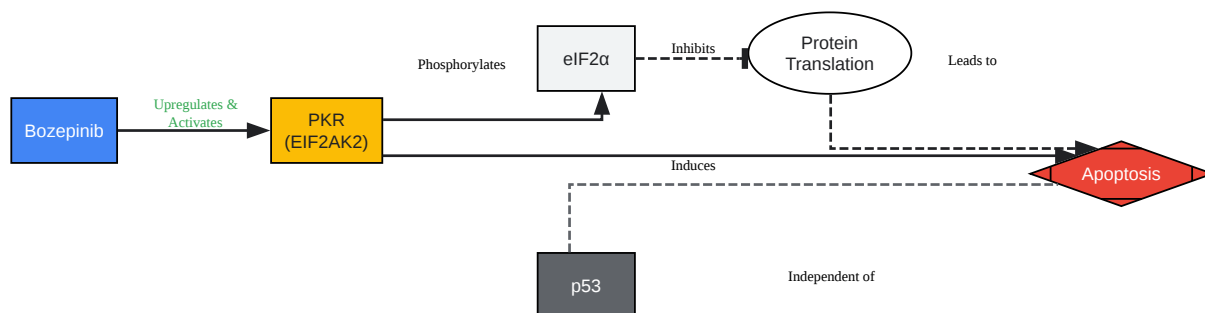 Bozepinib
Upregulates &
Activates
PKR
(EIF2AK2)
Phosphorylates
eIF2α
Inhibits
Protein
Translation
Leads to
Induces
Apoptosis
p53
Independent of